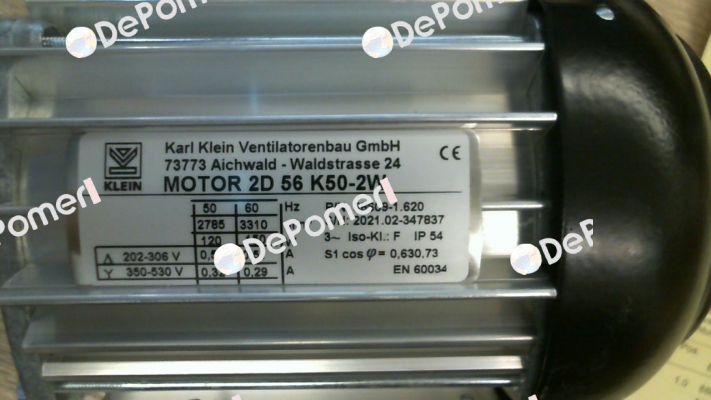 DePomeri
DePomeri
KLEIN
Karl Klein Ventilatorenbau GmbH
73773 Aichwald - Waldstrasse 24
CE
MOTOR 2D 56 K50-2W
50 60 Hz
2785 3310
120
2021.02-347837
3~ Iso-Kl.: F IP 54
Δ 202-306 V A
S1 cos φ = 0,630,73
Y 350-530 V 0,29 A
EN 60034
DePomeri
DePomeri
DePomeri